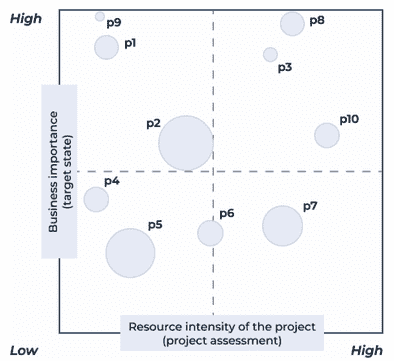 High
p9
p1
p8
p3
p2
p10
Business importance
(target state)
p4
p5
p6
p7
Resource intensity of the project
(project assessment)
Low
High